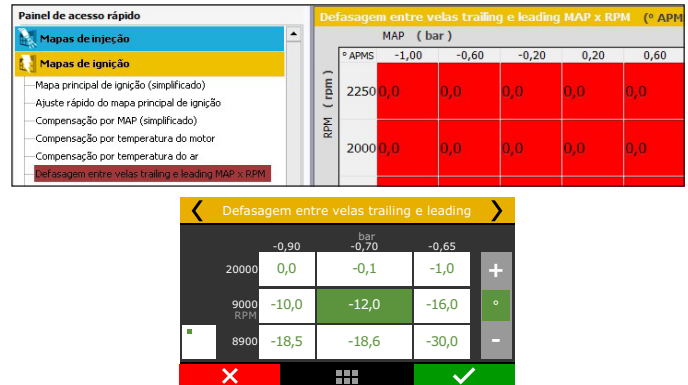 Painel de acesso rápido
Mapas de injeção
Mapas de ignição
Mapa principal de ignição (simplificado)
Ajuste rápido do mapa principal de ignição
Compensação por MAP (simplificado)
Compensação por temperatura do motor
Compensação por temperatura do ar
Defasagem entre velas trailing e leading MAP x RPM
Defasagem entre velas trailing e leading MAP x RPM (° APM
MAP ( bar )
° APMS -1,00 -0,60 -0,20 0,20 0,60
RPM ( rpm )
2250 0,0 0,0 0,0 0,0 0,0
2000 0,0 0,0 0,0 0,0 0,0
Defasagem entre velas trailing e leading
bar
-0,90 -0,70 -0,65
20000 0,0 -0,1 -1,0 +
9000 -10,0 -12,0 -16,0 °
RPM
8900 -18,5 -18,6 -30,0 -